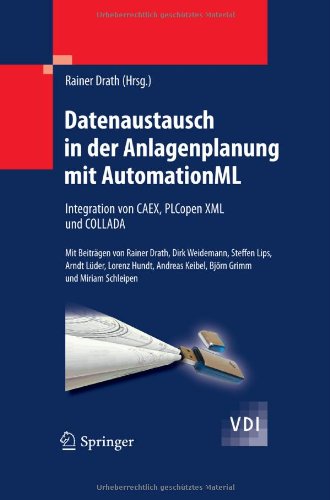 Urheberrechtlich geschütztes Material
Rainer Drath (Hrsg.)
Datenaustausch
in der Anlagenplanung
mit AutomationML
Integration von CAEX, PLCopen XML
und COLLADA
Mit Beiträgen von Rainer Drath, Dirk Weidemann, Steffen Lips,
Arndt Lüder, Lorenz Hundt, Andreas Keibel, Björn Grimm
und Miriam Schleipen
VDI
Springer
Urheberrechtlich geschütztes Material